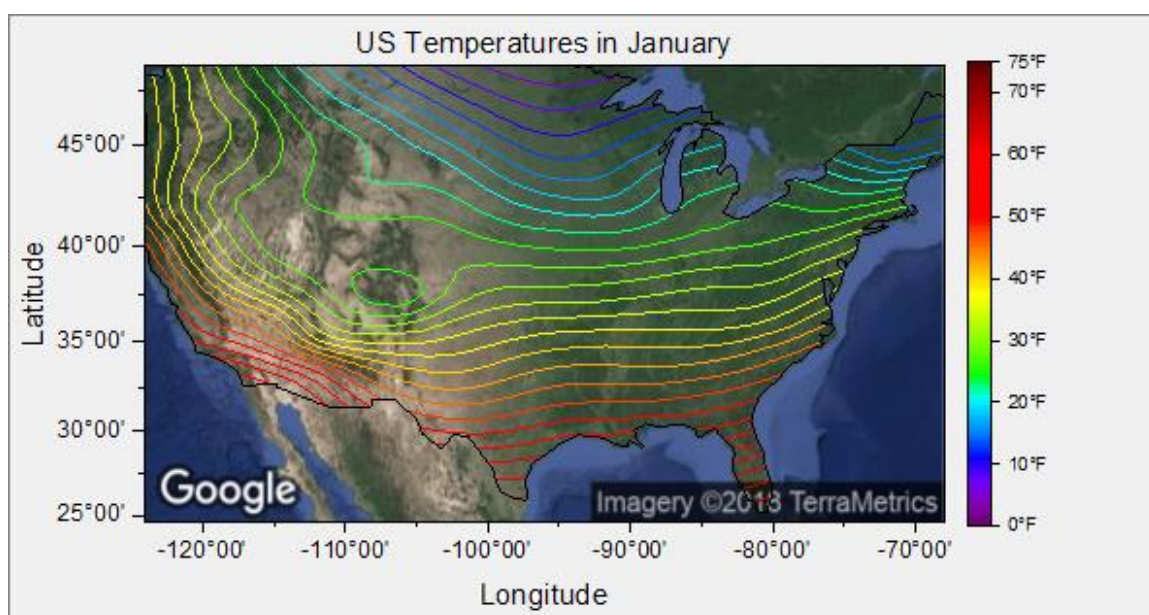 US Temperatures in January
75°F
70°F
60°F
50°F
40°F
30°F
20°F
10°F
0°F
Latitude
45°00'
40°00'
35°00'
30°00'
25°00'
Google
Imagery ©2018 TerraMetrics
-120°00' -110°00' -100°00' -90°00' -80°00' -70°00'
Longitude